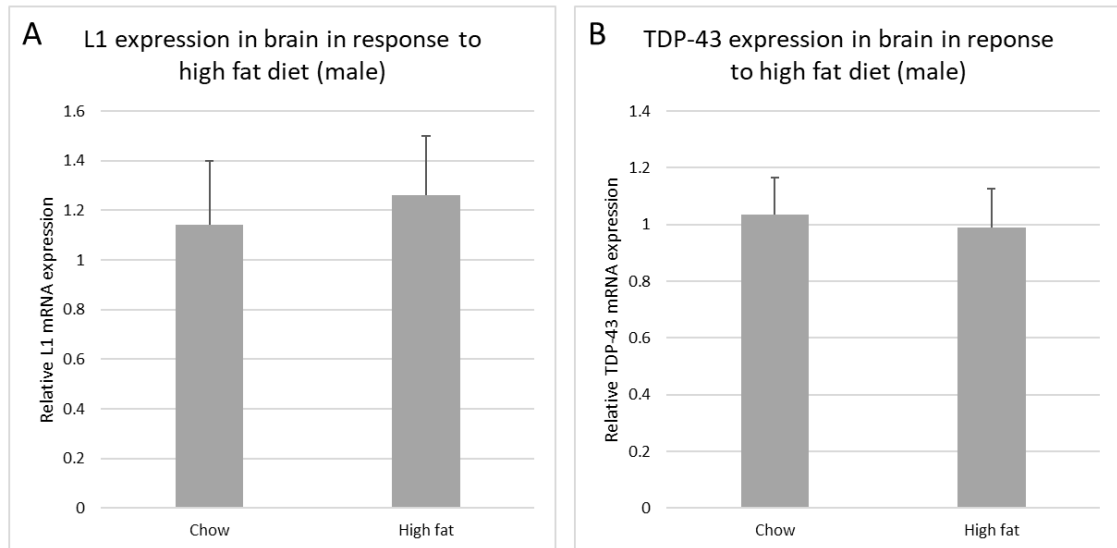 A
L1 expression in brain in response to
high fat diet (male)
1.6
1.4
1.2
1
0.8
0.6
0.4
0.2
0
Relative L1 mRNA expression
Chow
High fat
B
TDP-43 expression in brain in reponse
to high fat diet (male)
1.4
1.2
1
0.8
0.6
0.4
0.2
0
Relative TDP-43 mRNA expression
Chow
High fat